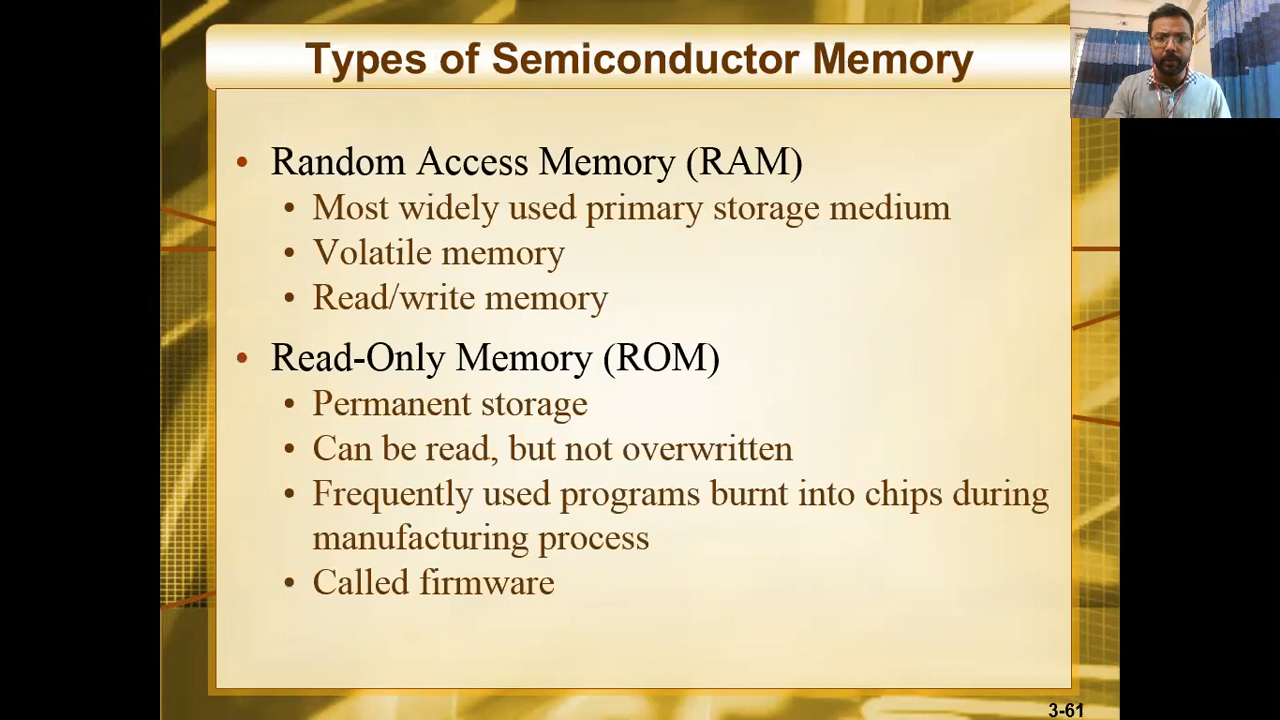 Types of Semiconductor Memory
• Random Access Memory (RAM)
• Most widely used primary storage medium
• Volatile memory
• Read/write memory
• Read-Only Memory (ROM)
• Permanent storage
• Can be read, but not overwritten
• Frequently used programs burnt into chips during
manufacturing process
• Called firmware
3-61